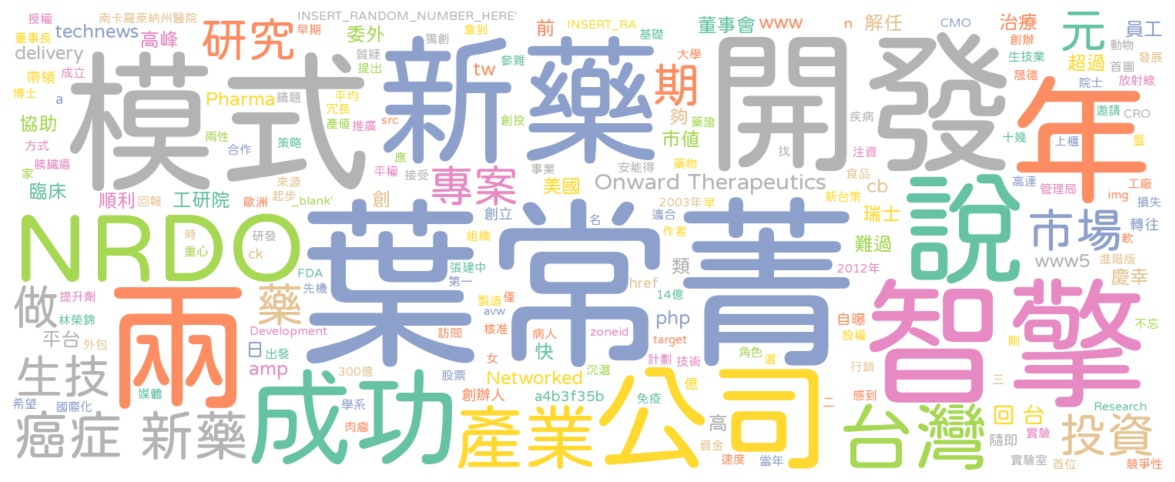 授權
南卡羅萊納州醫院
INSERT_RANDOM_NUMBER_HERE'
拿到
INSERT_RA
董事會
www
n
解任
CMO
治療
元
員工
董事長
technews
高峰
研究
早期
委外
質疑
獨創
前
基礎
創辦
動物
delivery
議題
提出
參雜
tw
大學
生技業
超過
首圖
發展
帶領
成立
模式
新藥
期
開發
晟德
院士
放射線
博士
a
Pharma
平均
冗長
產值
推廣
src
創投
夠
藥證
疾病
年
邀請
CRO
協助
兩性
合作
策略
應
市值
十幾
上櫃
暨
方式
胰臟癌
平權
接受
事業
安能得
藥物
找
注資
家
臨床
來源
起步
專案
美國
Onward Therapeutics
食品
cb
高速
管理局
工廠
img
損失
順利
回報
工研院
歐洲
_blank'
創
創立
名
2003年早
適合
作者
新台幣
瑞士
說
市場
轉往
軟
NRDO
時
重心
研發
ck
葉常菁
組織
張建中
第一
類
難過
2012年
www5
進階版
慶幸
FDA
先機
製造
僅
avw
href
14億
做
提升劑
林榮錦
兩
藥
日
出發
Development
訪問
核准
病人
zoneid
php
target
自曝
股權
智擎
剛
不忘
平台
外包
生技
媒體
amp
300億
股票
快
女
沉潛
計劃
技術
角色
選
行銷
三
希望
國際化
成功
學系
肉瘤
創辦人
Networked
a4b3f35b
億
免疫
公司
感到
二
台灣
回
台
Research
實驗
投資
癌症
新藥
產業
高
資金
速度
當年
隨即
實驗室
首位
競爭性